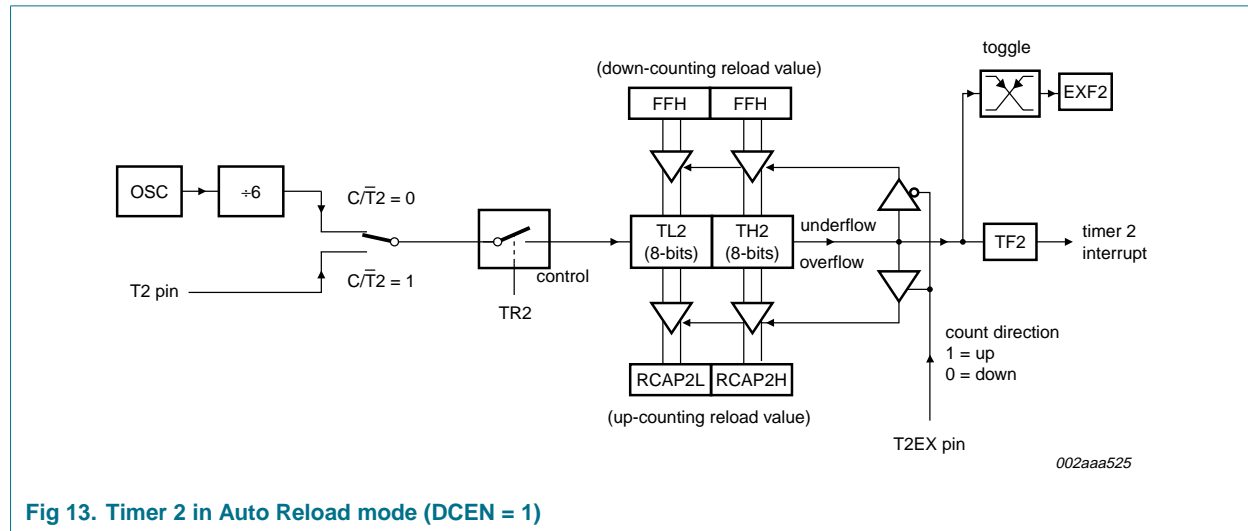 toggle
(down-counting reload value)
FFH FFH EXF2
OSC ÷6 C/T̅2 = 0
TL2 TH2 underflow
(8-bits) (8-bits) overflow
TF2 timer 2
interrupt
control
C/T̅2 = 1
T2 pin
TR2
count direction
1 = up
0 = down
RCAP2L RCAP2H
(up-counting reload value)
T2EX pin
002aaa525
Fig 13. Timer 2 in Auto Reload mode (DCEN = 1)